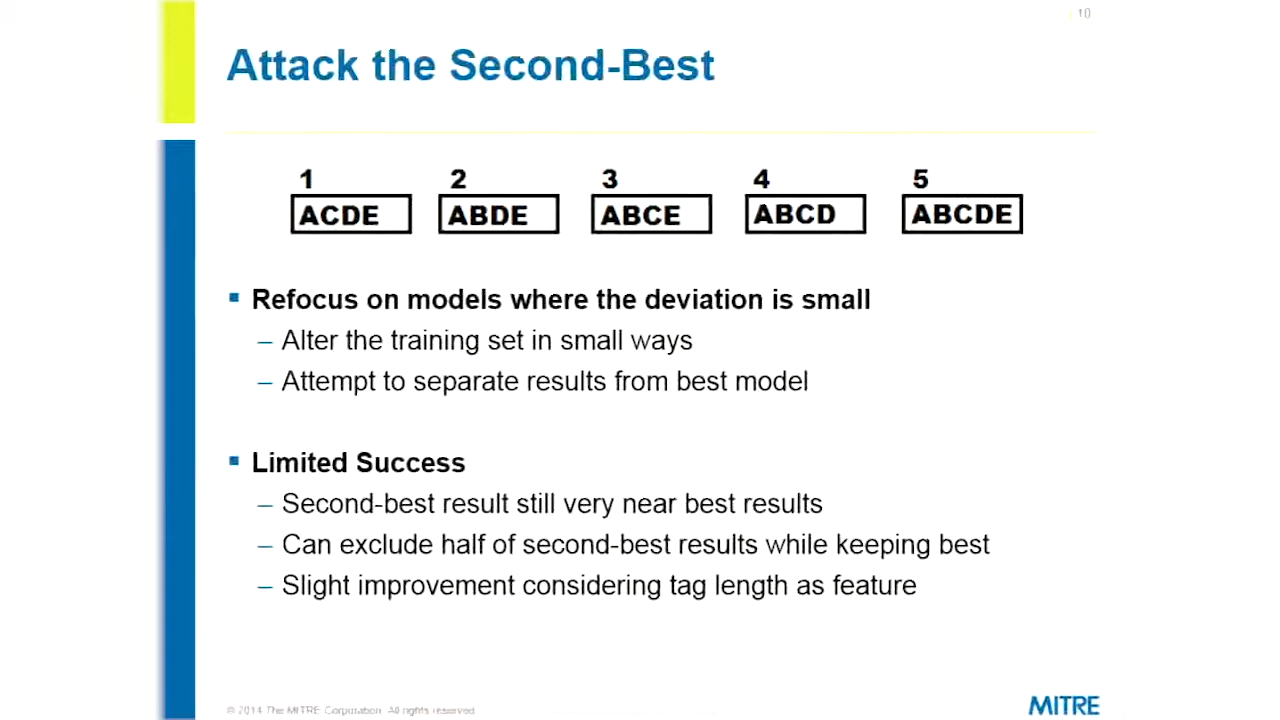 10
Attack the Second-Best
1 2 3 4 5
ACDE ABDE ABCE ABCD ABCDE
▪ Refocus on models where the deviation is small
– Alter the training set in small ways
– Attempt to separate results from best model
▪ Limited Success
– Second-best result still very near best results
– Can exclude half of second-best results while keeping best
– Slight improvement considering tag length as feature
© 2014 The MITRE Corporation. All rights reserved.
MITRE